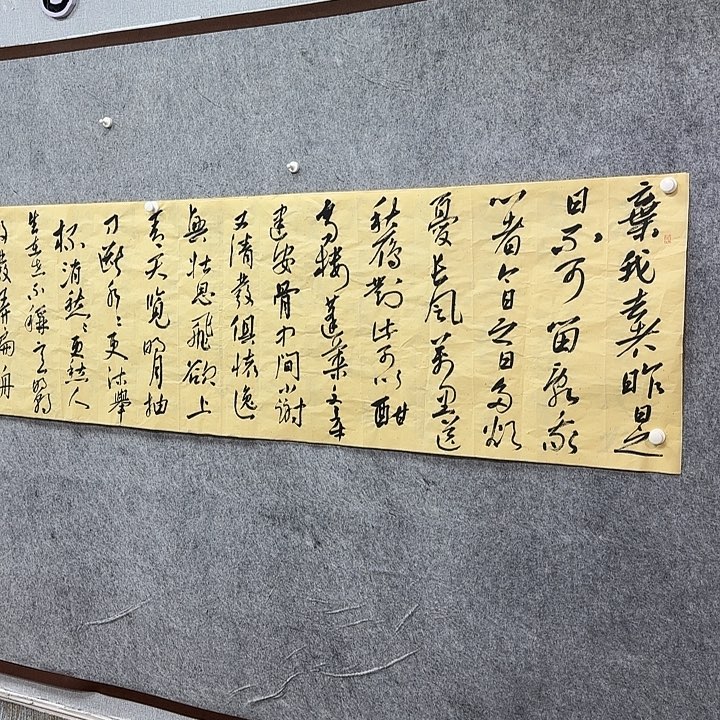 棄我去者昨日之
日不可留亂我
心者今日之日多煩
憂長風萬里送
秋雁對此可以酣
高樓蓬萊文章
建安骨中間小謝
又清發俱懷逸
興壯思飛欲上
青天覽明月抽
刀斷水水更流舉
杯消愁愁更愁人
生在世不稱意明朝
散發弄扁舟